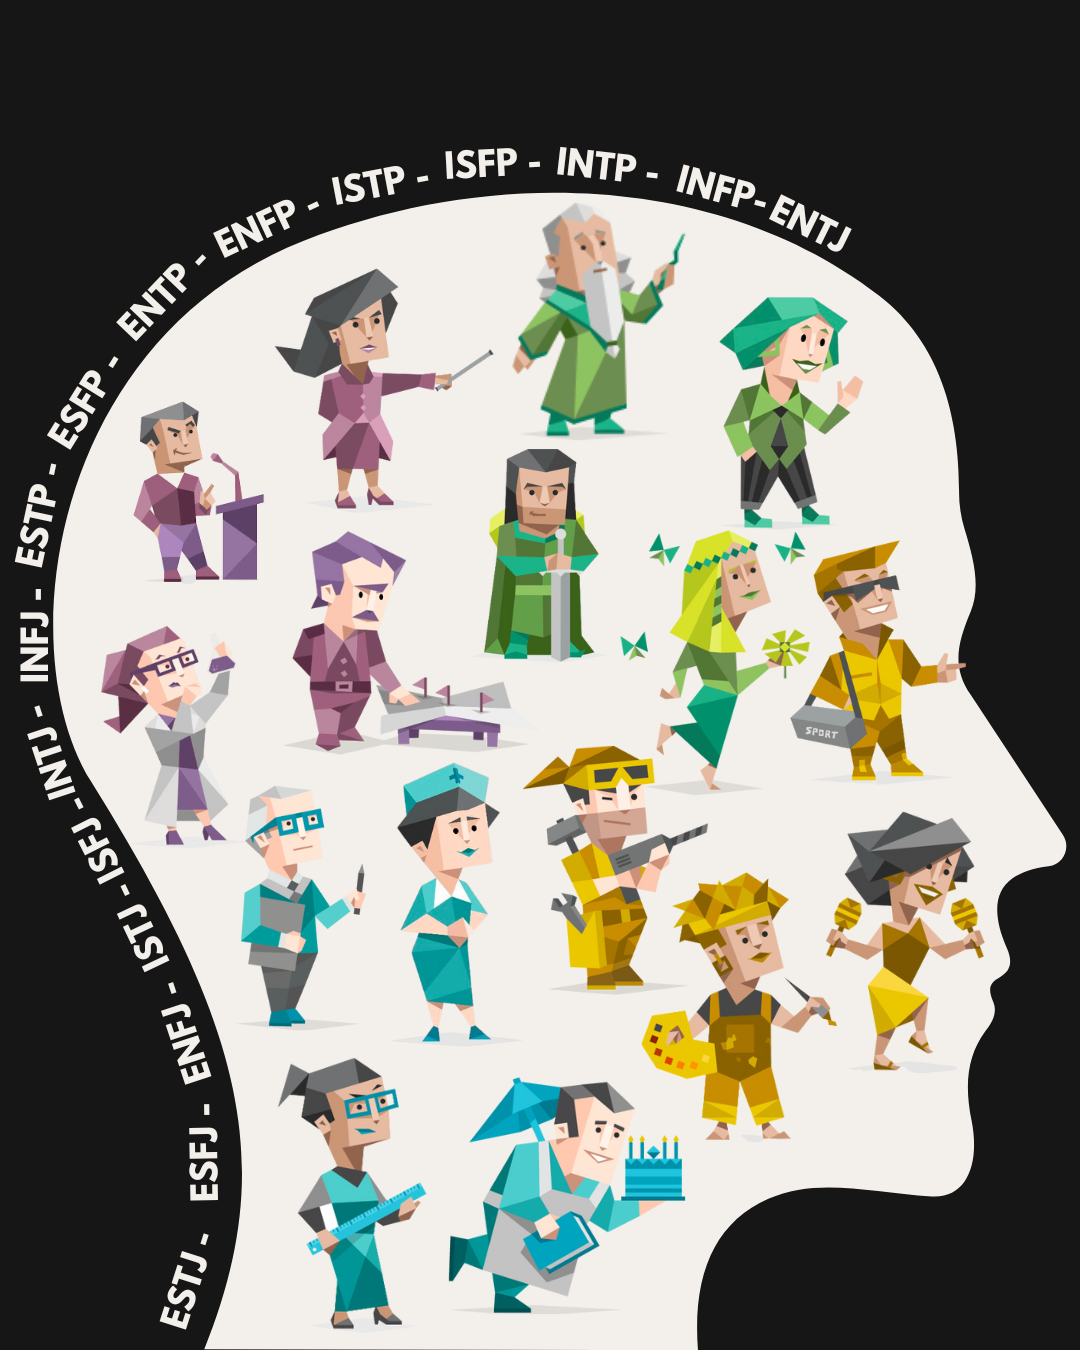 ESTJ - ESFJ - ENFJ - ISTJ - ISFJ - INTJ - INFJ - ESTP - ESFP - ENTP - ENFP - ISTP - ISFP - INTP - INFP- ENTJ
SPORT